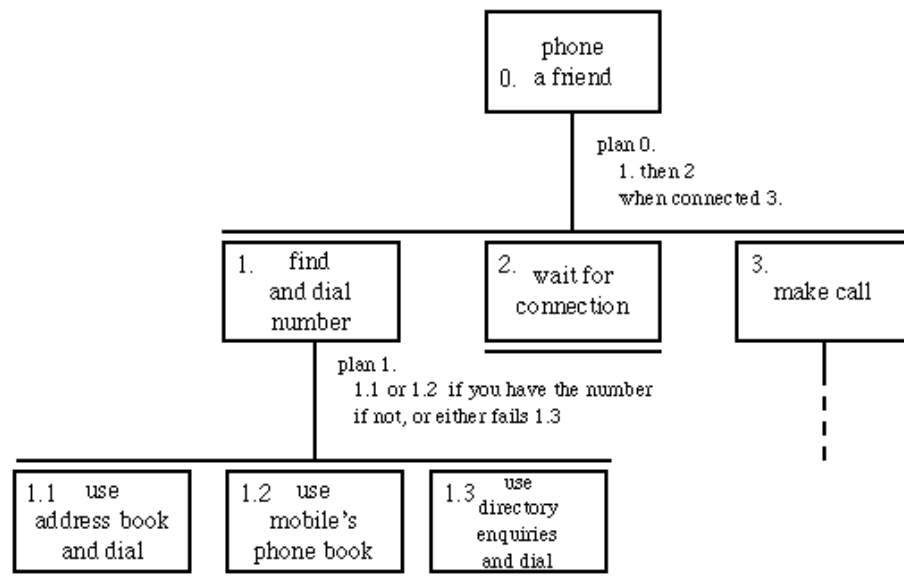 phone
0. a friend
plan 0.
1. then 2
when connected 3.
1. find
and dial
number
2. wait for
connection
3.
make call
plan 1.
1.1 or 1.2 if you have the number
if not, or either fails 1.3
1.1 use
address book
and dial
1.2 use
mobile's
phone book
1.3 use
directory
enquiries
and dial